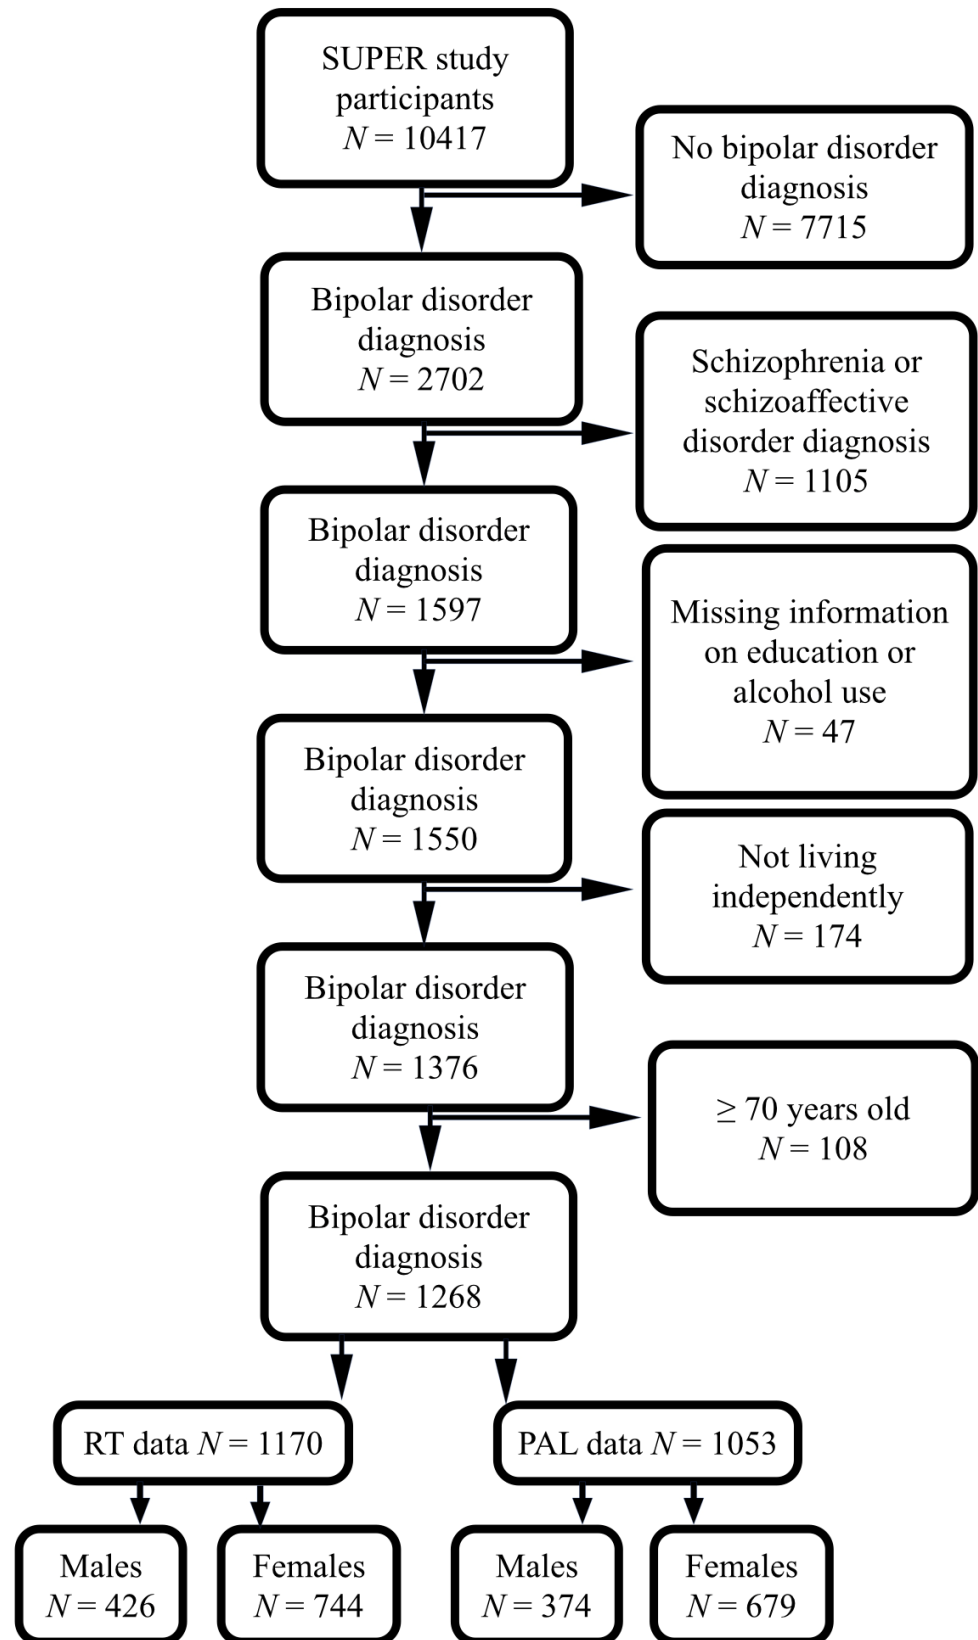 SUPER study
participants
N = 10417
No bipolar disorder
diagnosis
N = 7715
Bipolar disorder
diagnosis
N = 2702
Schizophrenia or
schizoaffective
disorder diagnosis
N = 1105
Bipolar disorder
diagnosis
N = 1597
Missing information
on education or
alcohol use
N = 47
Bipolar disorder
diagnosis
N = 1550
Not living
independently
N = 174
Bipolar disorder
diagnosis
N = 1376
≥ 70 years old
N = 108
Bipolar disorder
diagnosis
N = 1268
RT data N = 1170
PAL data N = 1053
Males
N = 426
Females
N = 744
Males
N = 374
Females
N = 679